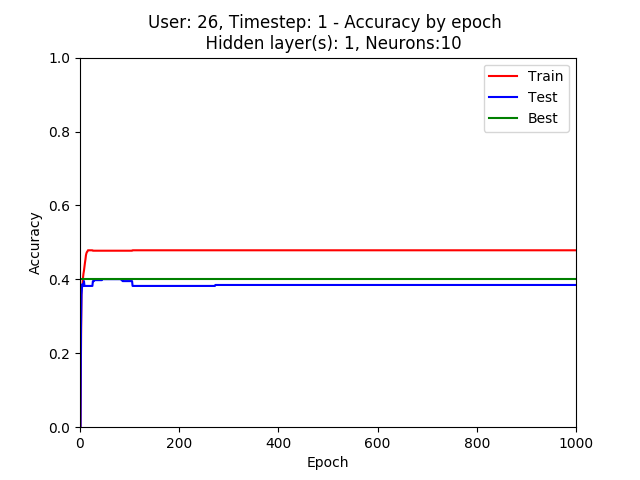 User: 26, Timestep: 1 - Accuracy by epoch
Hidden layer(s): 1, Neurons:10
1.0
0.8
0.6
0.4
0.2
0.0
Accuracy
Train
Test
Best
0 200 400 600 800 1000
Epoch